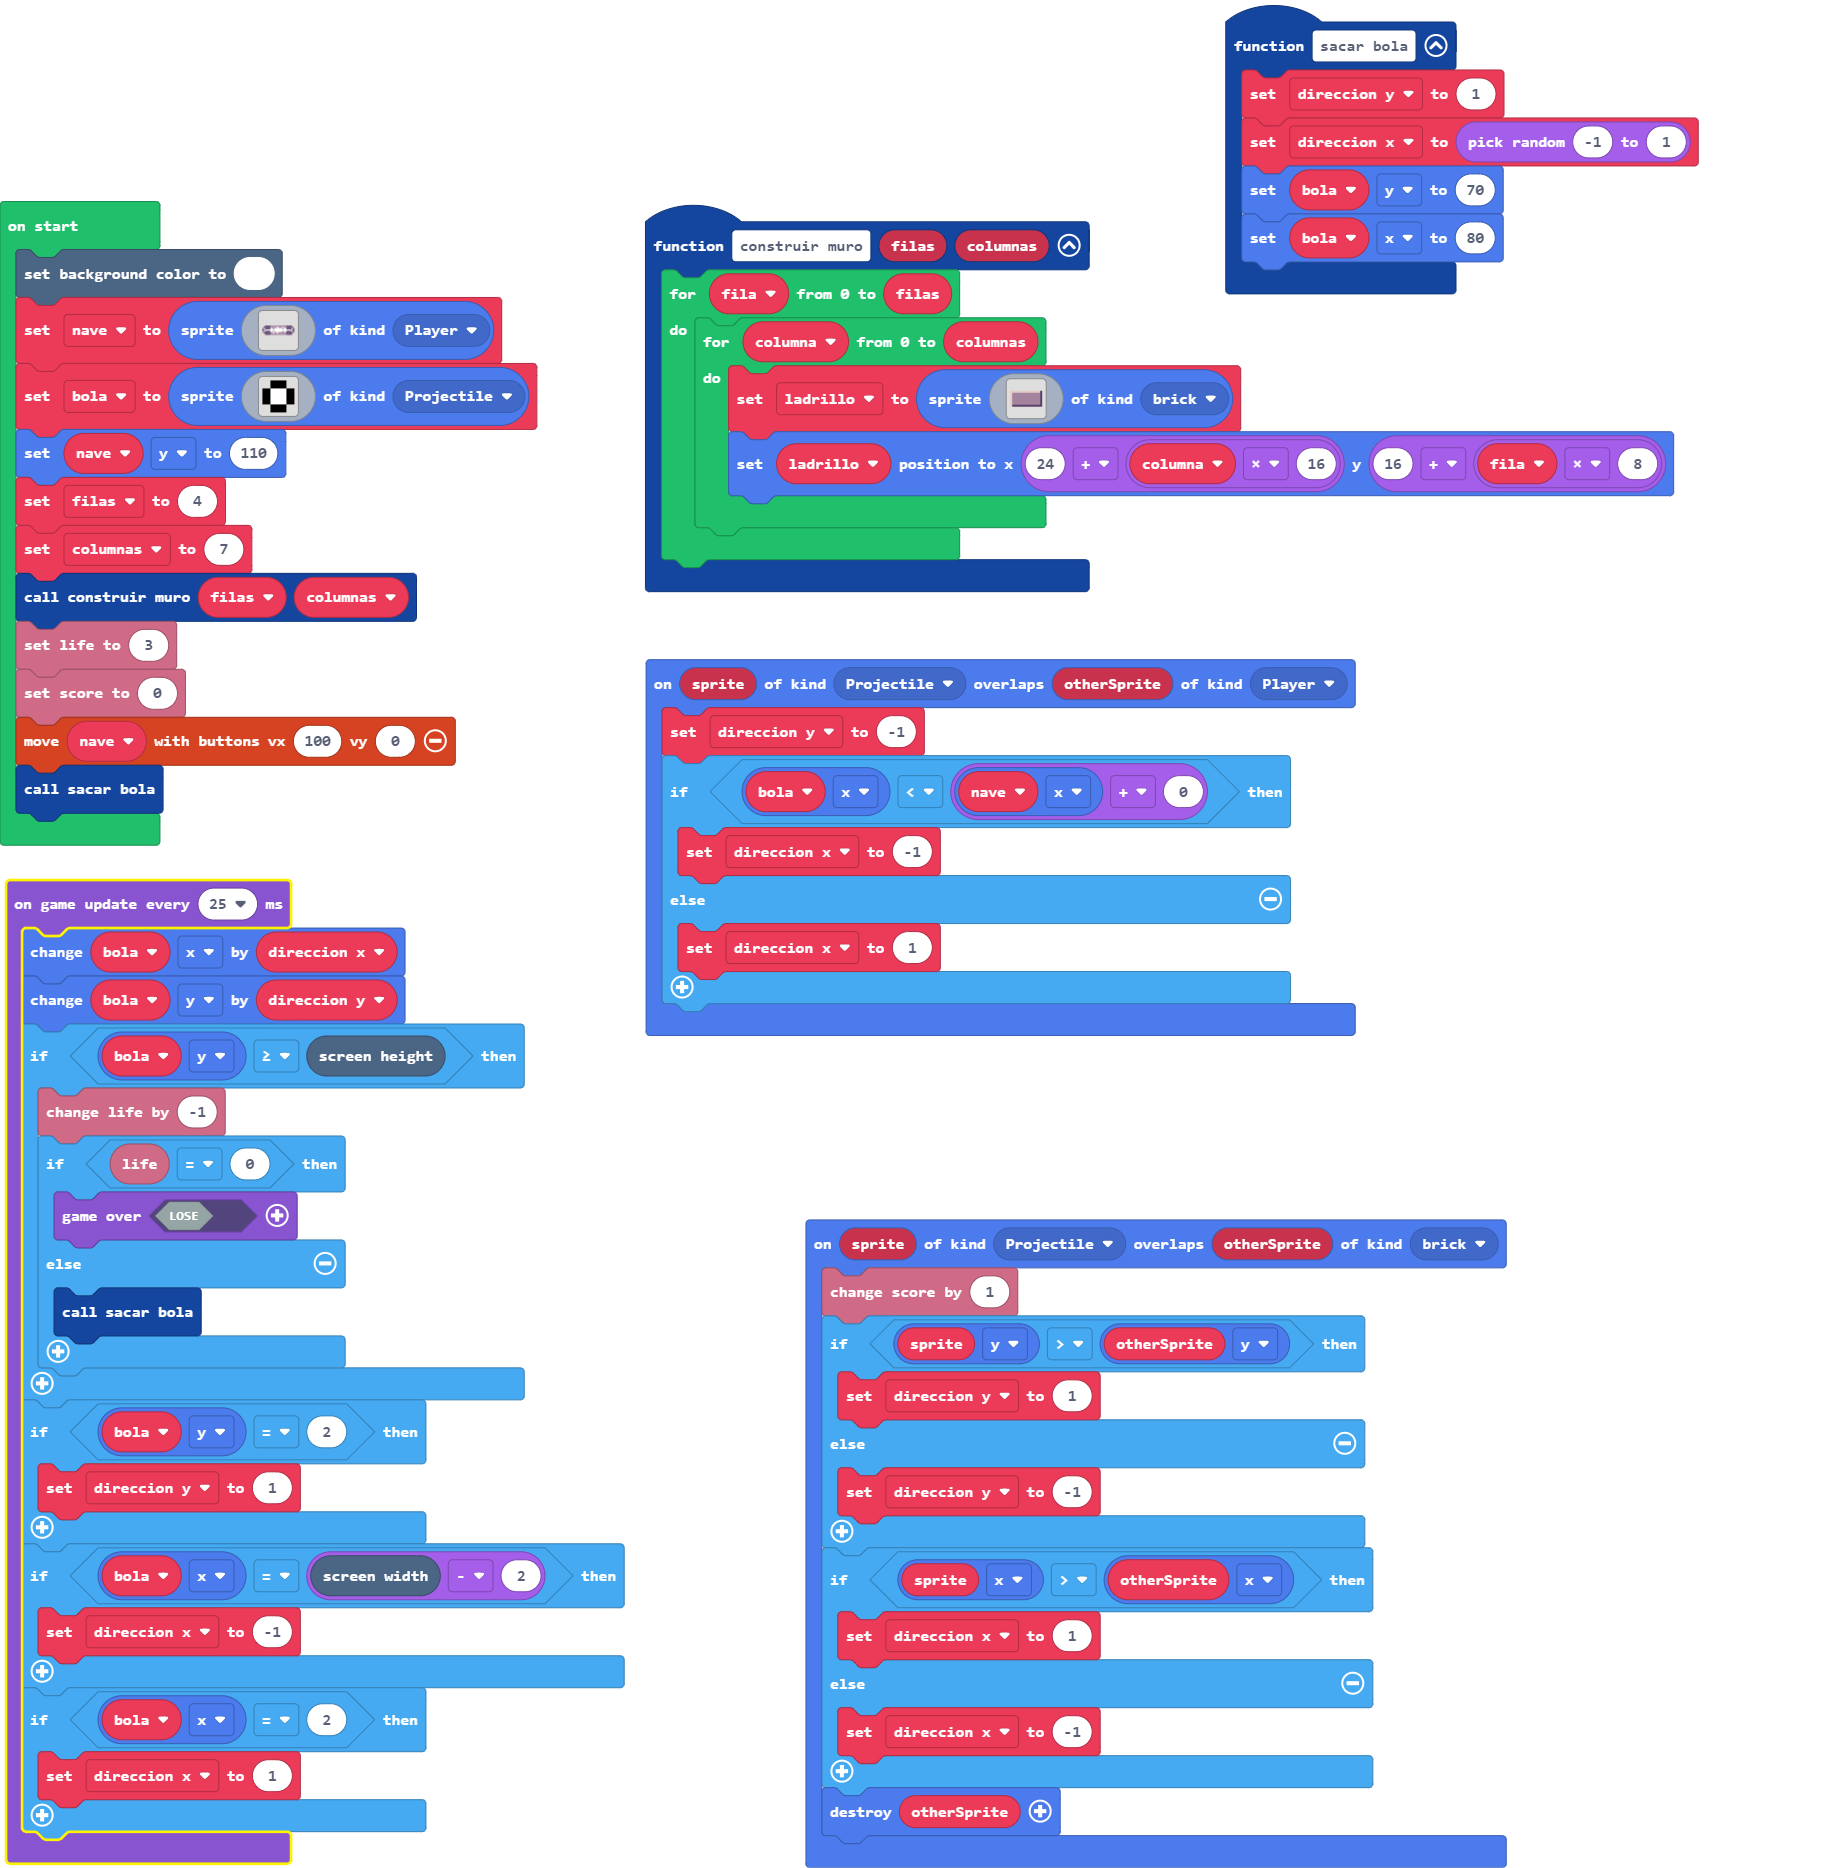 function sacar bola
set direccion y to 1
set direccion x to pick random -1 to 1
set bola y to 70
set bola x to 80
on start
set background color to
set nave to sprite of kind Player
set bola to sprite of kind Projectile
set nave y to 110
set filas to 4
set columnas to 7
call construir muro filas columnas
set life to 3
set score to 0
move nave with buttons vx 100 vy 0
call sacar bola
function construir muro filas columnas
for fila from 0 to filas
do for columna from 0 to columnas
do set ladrillo to sprite of kind brick
set ladrillo position to x 24 + columna × 16 y 16 + fila × 8
on sprite of kind Projectile overlaps otherSprite of kind Player
set direccion y to -1
if bola x < nave x + 0 then
set direccion x to -1
else
set direccion x to 1
on game update every 25 ms
change bola x by direccion x
change bola y by direccion y
if bola y ≥ screen height then
change life by -1
if life = 0 then
game over LOSE
else
call sacar bola
if bola y = 2 then
set direccion y to 1
if bola x = screen width - 2 then
set direccion x to -1
if bola x = 2 then
set direccion x to 1
on sprite of kind Projectile overlaps otherSprite of kind brick
change score by 1
if sprite y > otherSprite y then
set direccion y to 1
else
set direccion y to -1
if sprite x > otherSprite x then
set direccion x to 1
else
set direccion x to -1
destroy otherSprite